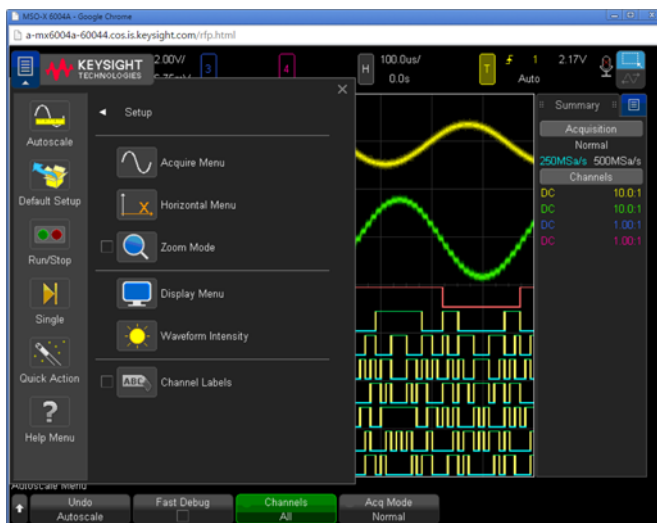 MSO-X 6004A - Google Chrome
a-mx6004a-60044.cos.is.keysight.com/rfp.html
KEYSIGHT
TECHNOLOGIES
2.00V/
3
4
H
100.0us/
0.0s
T
1
2.17V
Auto
Setup
Autoscale
Default Setup
Run/Stop
Single
Quick Action
?
Help Menu
Acquire Menu
X
Horizontal Menu
Zoom Mode
Display Menu
Waveform Intensity
ABC
Channel Labels
Summary
Acquisition
Normal
250MSa/s 500MSa/s
Channels
DC 10.0:1
DC 10.0:1
DC 1.00:1
DC 1.00:1
Autoscale Menu
Undo
Autoscale
Fast Debug
Channels
All
Acq Mode
Normal